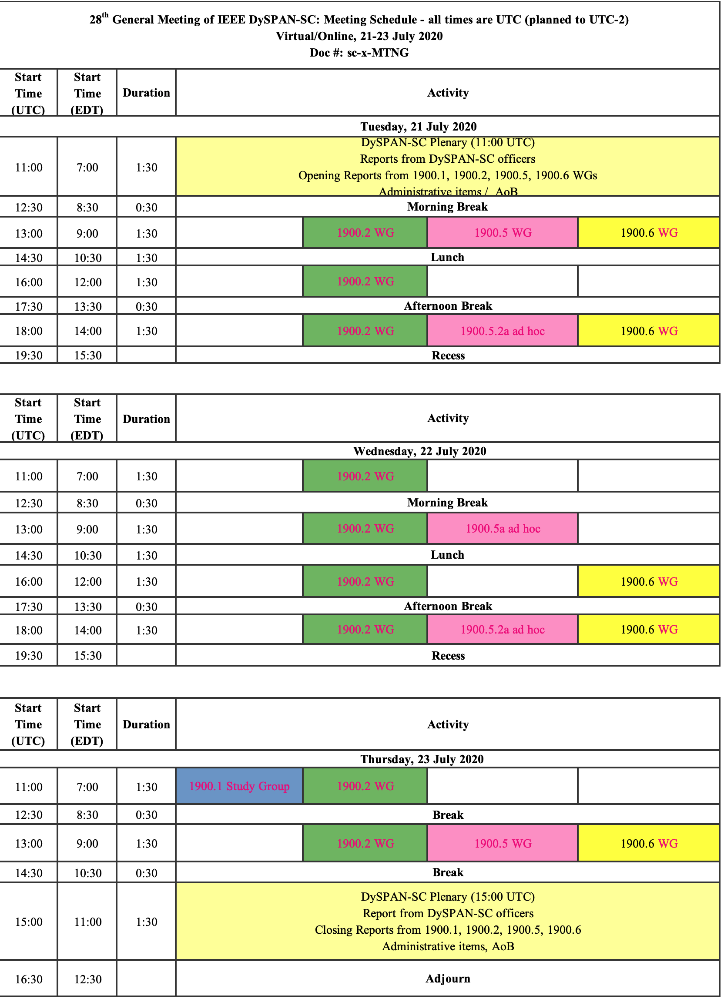 28th General Meeting of IEEE DySPAN-SC: Meeting Schedule - all times are UTC (planned to UTC-2)
Virtual/Online, 21-23 July 2020
Doc #: sc-x-MTNG
Start Time (UTC) Start Time (EDT) Duration Activity
Tuesday, 21 July 2020
11:00 7:00 1:30 DySPAN-SC Plenary (11:00 UTC)
Reports from DySPAN-SC officers
Opening Reports from 1900.1, 1900.2, 1900.5, 1900.6 WGs
Administrative items / AoB
12:30 8:30 0:30 Morning Break
13:00 9:00 1:30 1900.2 WG 1900.5 WG 1900.6 WG
14:30 10:30 1:30 Lunch
16:00 12:00 1:30 1900.2 WG
17:30 13:30 0:30 Afternoon Break
18:00 14:00 1:30 1900.2 WG 1900.5.2a ad hoc 1900.6 WG
19:30 15:30 Recess
Start Time (UTC) Start Time (EDT) Duration Activity
Wednesday, 22 July 2020
11:00 7:00 1:30 1900.2 WG
12:30 8:30 0:30 Morning Break
13:00 9:00 1:30 1900.2 WG 1900.5a ad hoc
14:30 10:30 1:30 Lunch
16:00 12:00 1:30 1900.2 WG 1900.6 WG
17:30 13:30 0:30 Afternoon Break
18:00 14:00 1:30 1900.2 WG 1900.5.2a ad hoc 1900.6 WG
19:30 15:30 Recess
Start Time (UTC) Start Time (EDT) Duration Activity
Thursday, 23 July 2020
11:00 7:00 1:30 1900.1 Study Group 1900.2 WG
12:30 8:30 0:30 Break
13:00 9:00 1:30 1900.2 WG 1900.5 WG 1900.6 WG
14:30 10:30 0:30 Break
15:00 11:00 1:30 DySPAN-SC Plenary (15:00 UTC)
Report from DySPAN-SC officers
Closing Reports from 1900.1, 1900.2, 1900.5, 1900.6
Administrative items, AoB
16:30 12:30 Adjourn